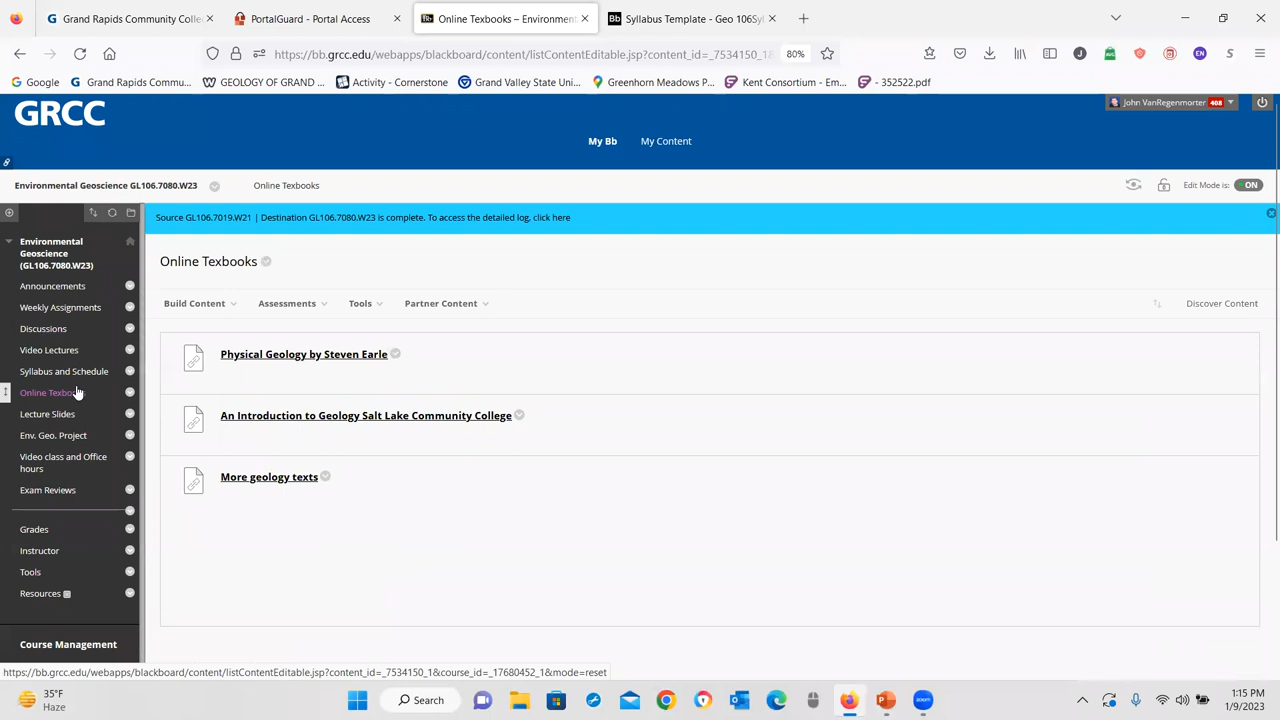 Grand Rapids Community Colle
PortalGuard - Portal Access
Bb Online Texbooks – Environment
Bb Syllabus Template - Geo 106Syl
https://bb.grcc.edu/webapps/blackboard/content/listContentEditable.jsp?content_id=_7534150_1&
80%
Google
Grand Rapids Commu...
GEOLOGY OF GRAND ...
Activity - Cornerstone
Grand Valley State Uni...
Greenhorn Meadows P...
Kent Consortium - Em...
- 352522.pdf
GRCC
John VanRegenmorter 408
My Bb
My Content
Environmental Geoscience GL106.7080.W23
Online Texbooks
Edit Mode is: ON
Source GL106.7019.W21 | Destination GL106.7080.W23 is complete. To access the detailed log, click here
Environmental
Geoscience
(GL106.7080.W23)
Announcements
Weekly Assignments
Discussions
Video Lectures
Syllabus and Schedule
Online Texbooks
Lecture Slides
Env. Geo. Project
Video class and Office
hours
Exam Reviews
Grades
Instructor
Tools
Resources
Course Management
Online Texbooks
Build Content
Assessments
Tools
Partner Content
Discover Content
Physical Geology by Steven Earle
An Introduction to Geology Salt Lake Community College
More geology texts
https://bb.grcc.edu/webapps/blackboard/content/listContentEditable.jsp?content_id=_7534150_1&course_id=_17680452_1&mode=reset
35°F
Haze
Search
1:15 PM
1/9/2023